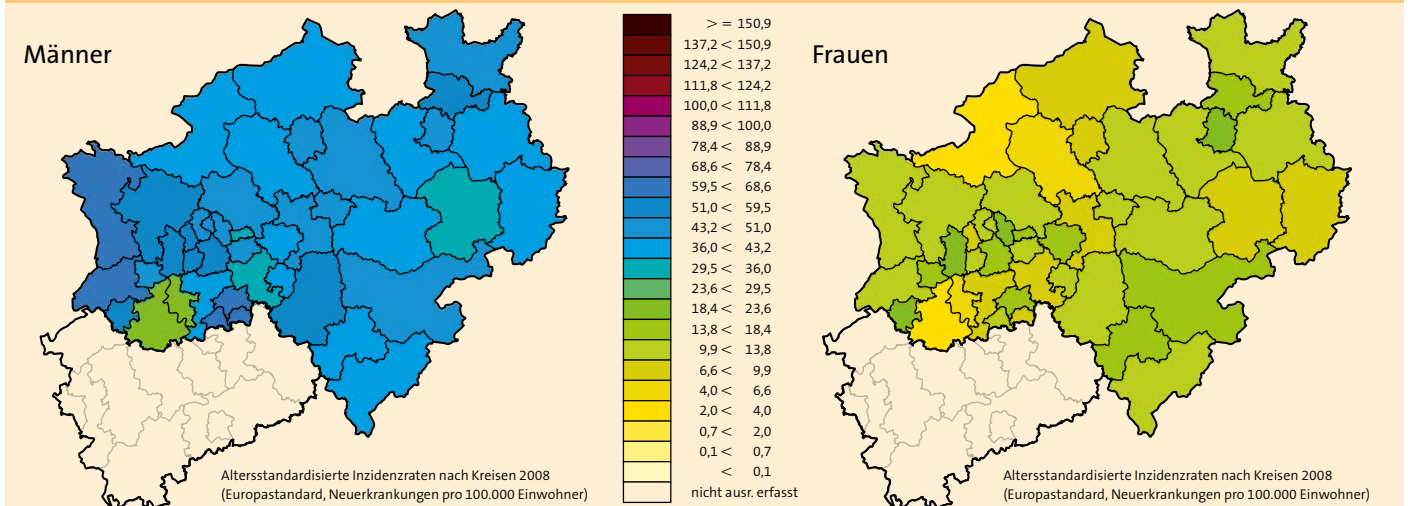 Männer
> = 150,9
137,2 < 150,9
124,2 < 137,2
111,8 < 124,2
100,0 < 111,8
88,9 < 100,0
78,4 < 88,9
68,6 < 78,4
59,5 < 68,6
51,0 < 59,5
43,2 < 51,0
36,0 < 43,2
29,5 < 36,0
23,6 < 29,5
18,4 < 23,6
13,8 < 18,4
9,9 < 13,8
6,6 < 9,9
4,0 < 6,6
2,0 < 4,0
0,7 < 2,0
0,1 < 0,7
< 0,1
nicht ausr. erfasst
Altersstandardisierte Inzidenzraten nach Kreisen 2008
(Europastandard, Neuerkrankungen pro 100.000 Einwohner)
Frauen
Altersstandardisierte Inzidenzraten nach Kreisen 2008
(Europastandard, Neuerkrankungen pro 100.000 Einwohner)